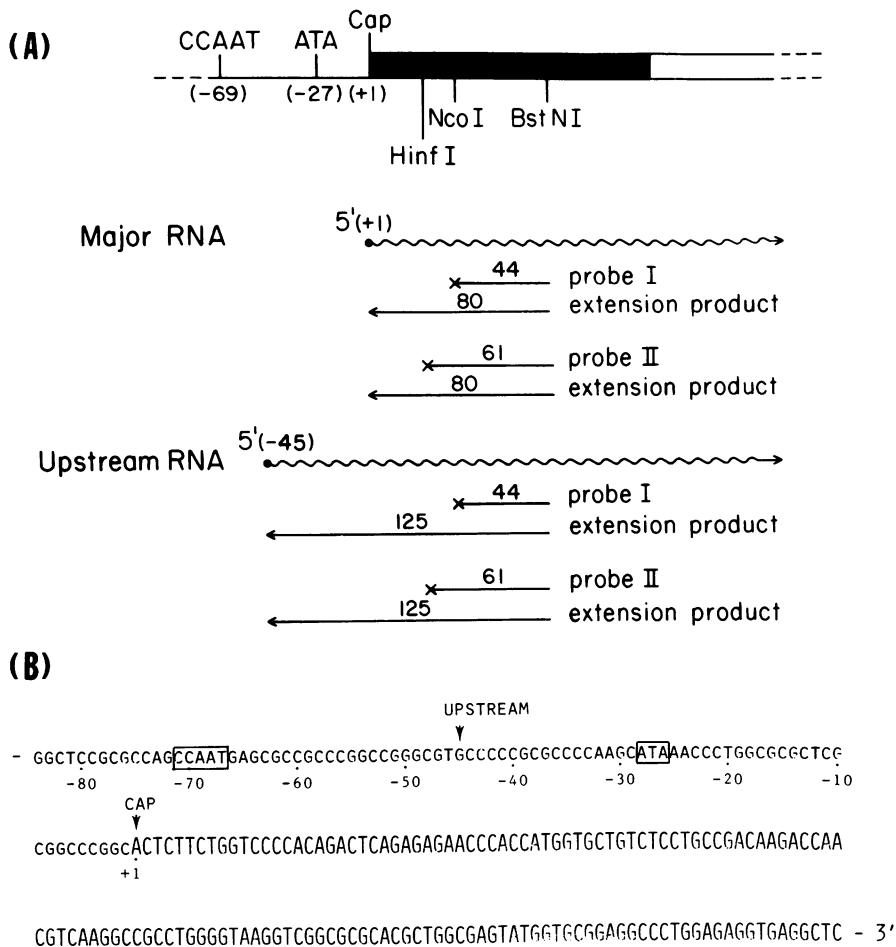 (A)
CCAAT ATA Cap
(-69) (-27) (+1)
Nco I BstN I
Hinf I
Major RNA 5'(+1)
44 probe I
80 extension product
61 probe II
80 extension product
Upstream RNA 5'(-45)
44 probe I
125 extension product
61 probe II
125 extension product
(B)
UPSTREAM
- GGCTCCGCGCCAGCCAATGAGCGCCGCCCGGCCGGGCGTGCCCCCGCGCCCCAAGCATAAACCCTGGCGCGCTCG
-80 -70 -60 -50 -40 -30 -20 -10
CAP
CGGCCCGGCACTCTTCTGGTCCCCACAGACTCAGAGAGAACCCACCATGGTGCTGTCTCCTGCCGACAAGACCAA
+1
CGTCAAGGCCGCCTGGGGTAAGGTCGGCGCGCACGCTGGCGAGTATGGTGCGGAGGCCCTGGAGAGGTGAGGCTC - 3